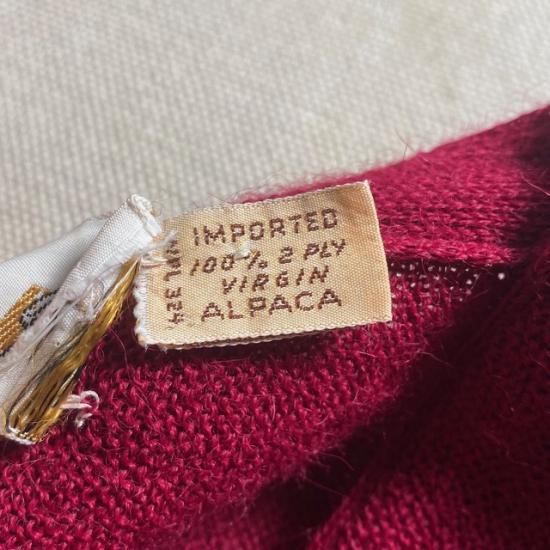 IMPORTED
100% 2 PLY
VIRGIN
ALPACA
WPL 324